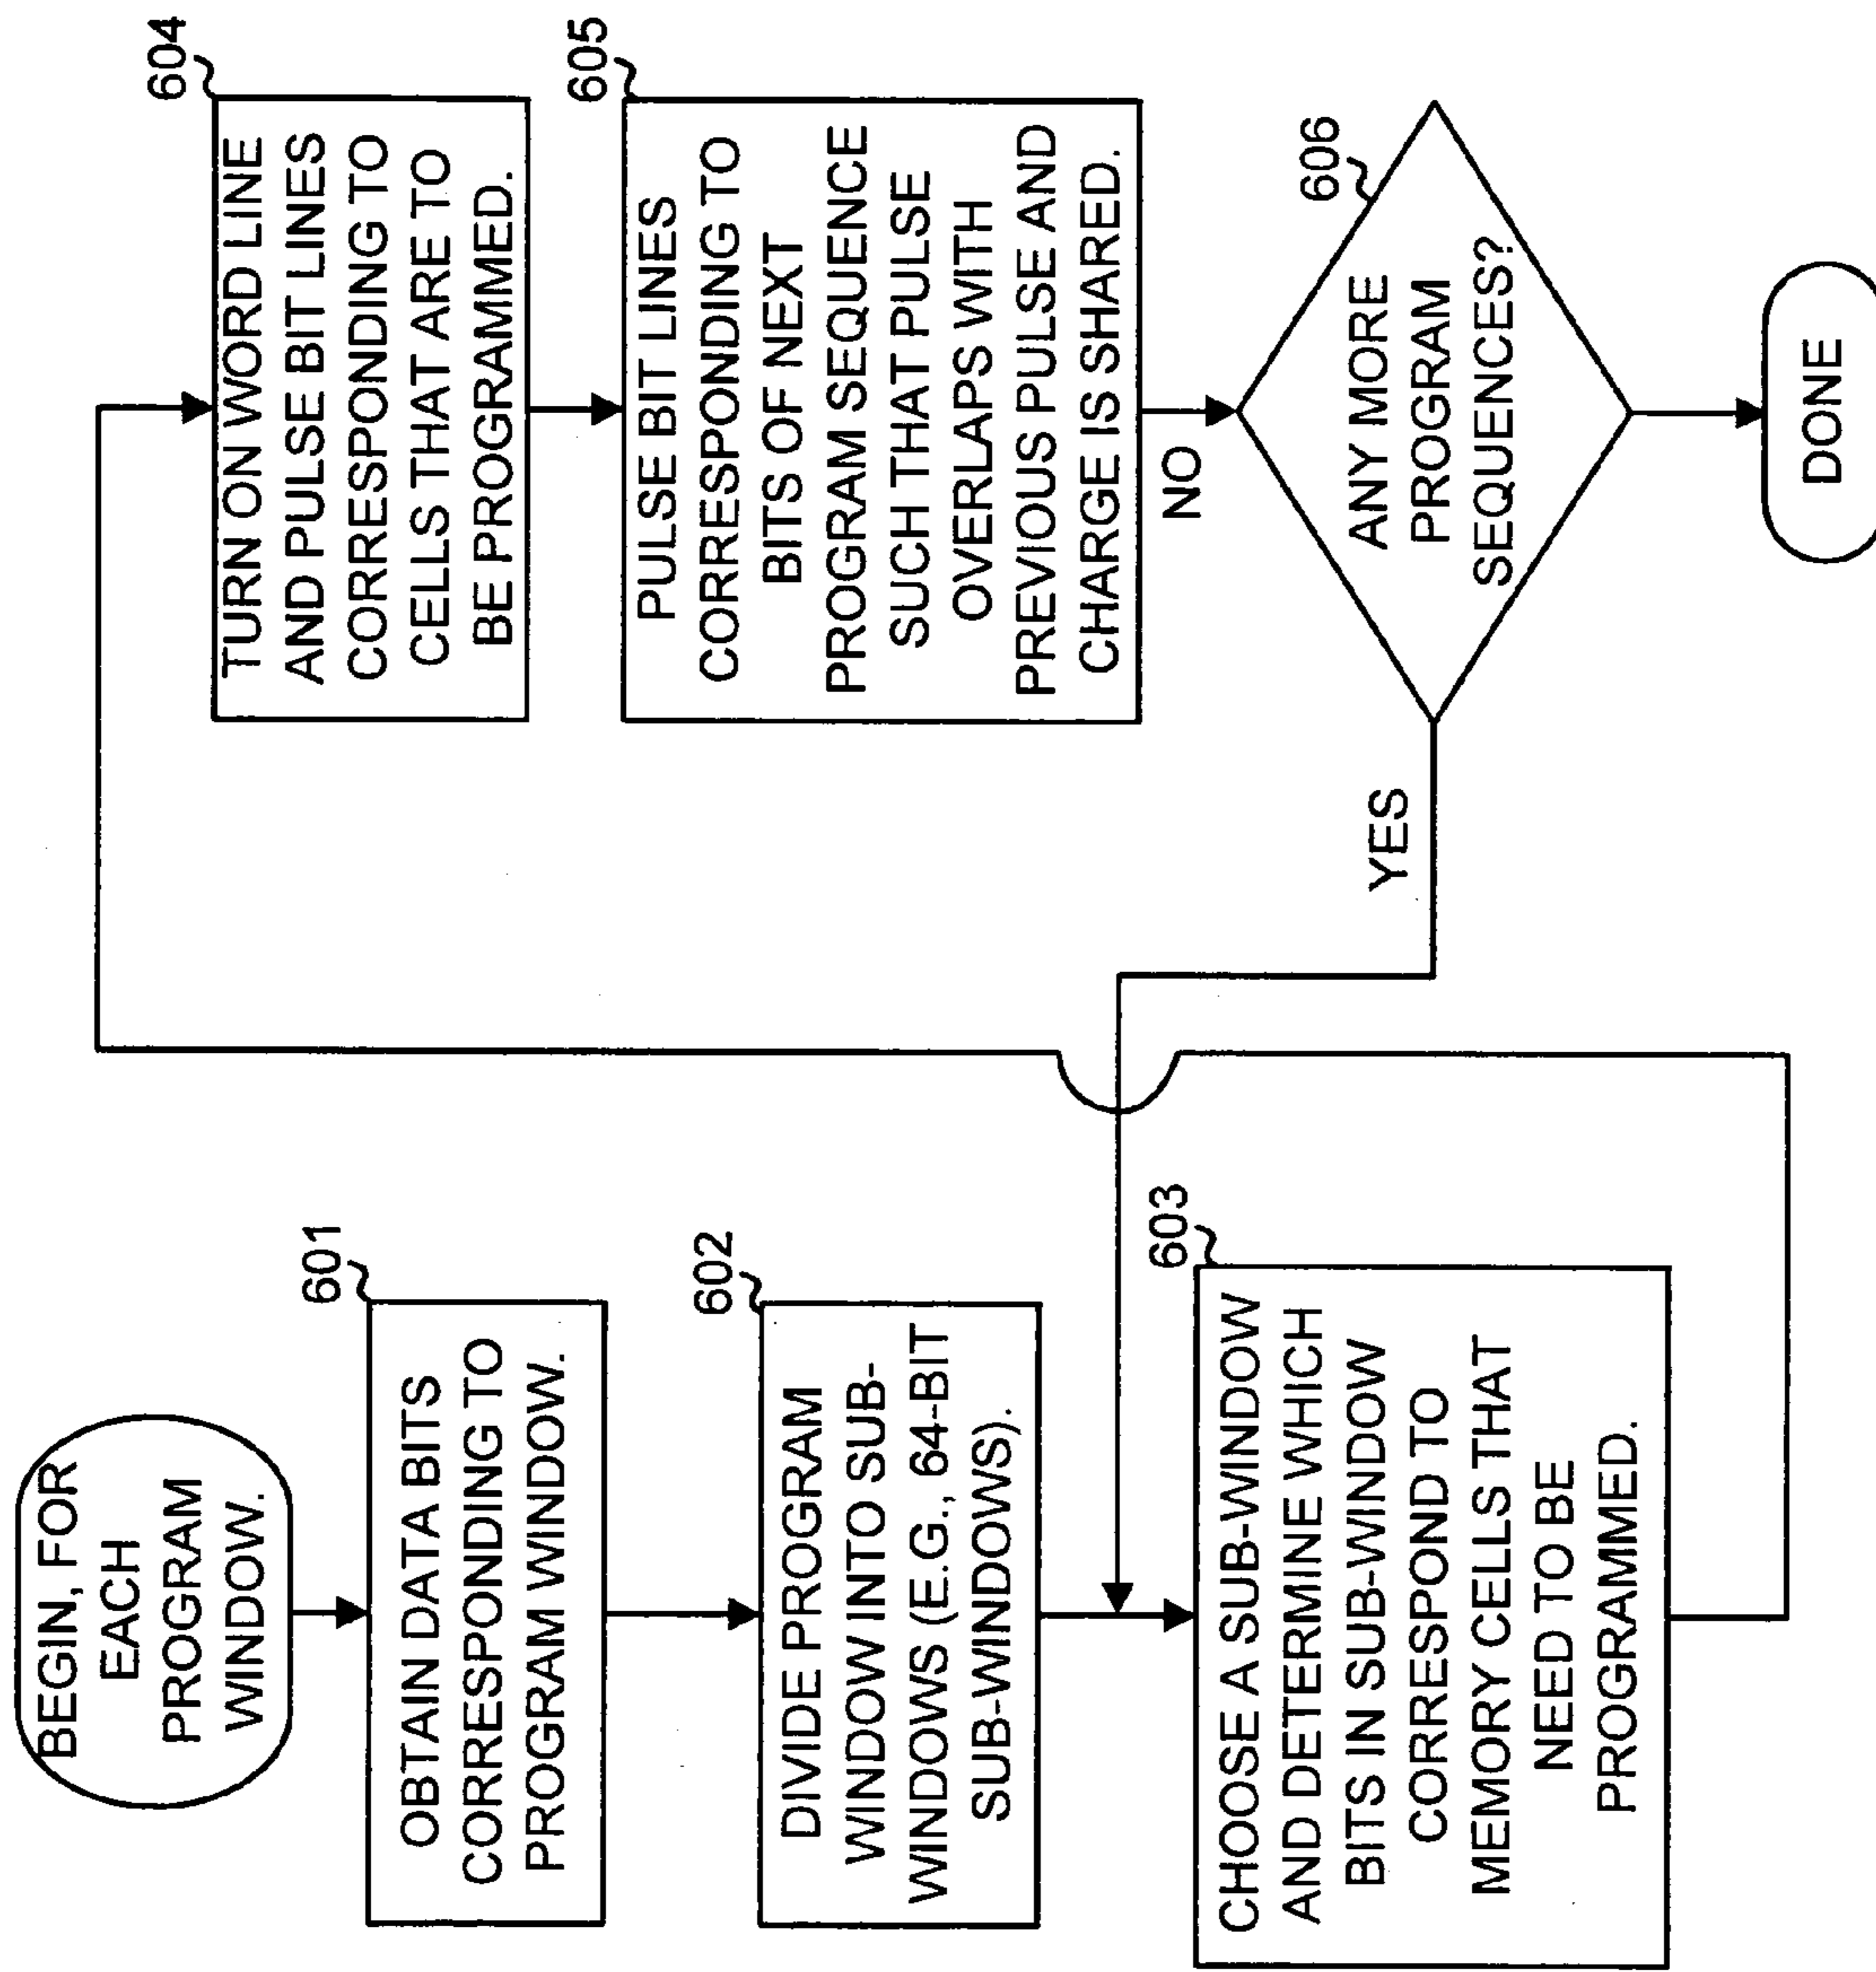 BEGIN, FOR
EACH
PROGRAM
WINDOW.
601
OBTAIN DATA BITS
CORRESPONDING TO
PROGRAM WINDOW.
602
DIVIDE PROGRAM
WINDOW INTO SUB-
WINDOWS (E.G., 64-BIT
SUB-WINDOWS).
603
CHOOSE A SUB-WINDOW
AND DETERMINE WHICH
BITS IN SUB-WINDOW
CORRESPOND TO
MEMORY CELLS THAT
NEED TO BE
PROGRAMMED.
604
TURN ON WORD LINE
AND PULSE BIT LINES
CORRESPONDING TO
CELLS THAT ARE TO
BE PROGRAMMED.
605
PULSE BIT LINES
CORRESPONDING TO
BITS OF NEXT
PROGRAM SEQUENCE
SUCH THAT PULSE
OVERLAPS WITH
PREVIOUS PULSE AND
CHARGE IS SHARED.
NO
606
ANY MORE
PROGRAM
SEQUENCES?
YES
DONE